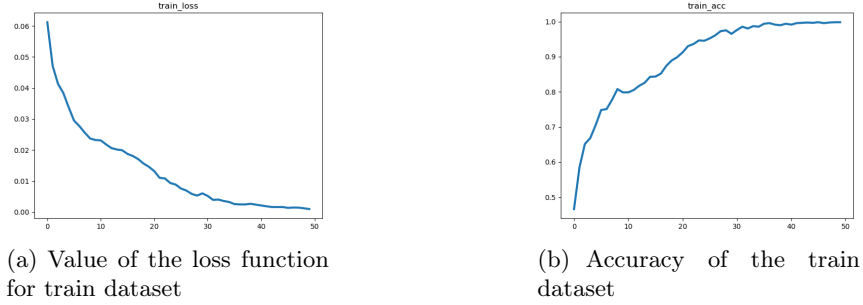 train_loss
0.06
0.05
0.04
0.03
0.02
0.01
0.00
0 10 20 30 40 50
(a) Value of the loss function
for train dataset
train_acc
1.0
0.9
0.8
0.7
0.6
0.5
0 10 20 30 40 50
(b) Accuracy of the train
dataset